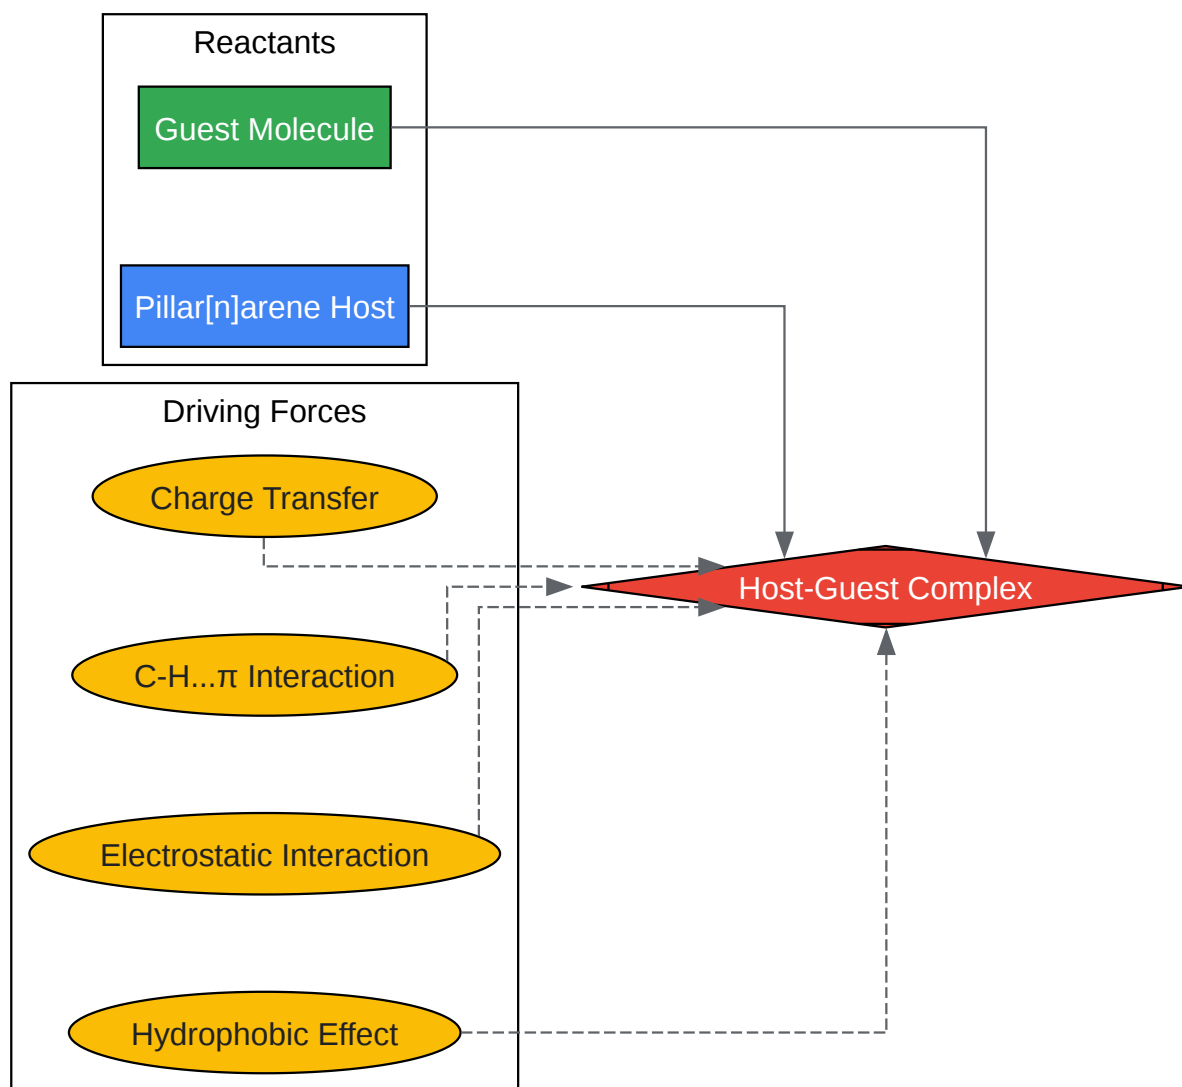 Reactants
Guest Molecule
Pillar[n]arene Host
Driving Forces
Charge Transfer
Host-Guest Complex
C-H...π Interaction
Electrostatic Interaction
Hydrophobic Effect